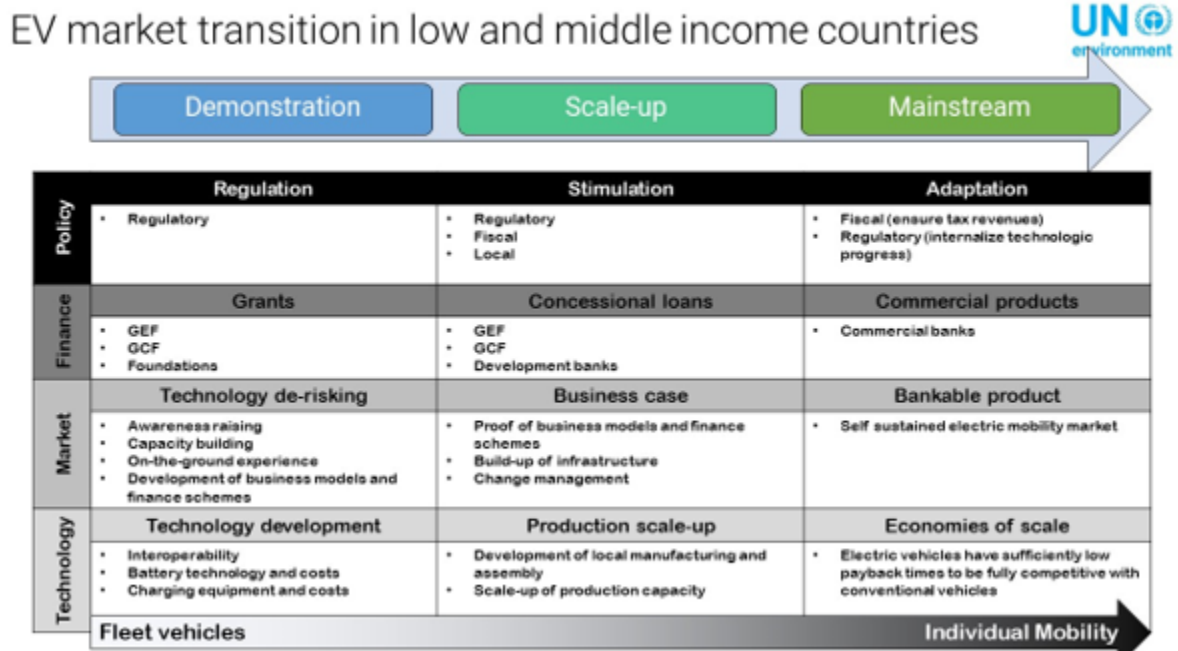 EV market transition in low and middle income countries
UN
environment
Demonstration
Scale-up
Mainstream
Policy
Regulation
Stimulation
Adaptation
• Regulatory
• Regulatory
• Fiscal
• Local
• Fiscal (ensure tax revenues)
• Regulatory (internalize technologic
progress)
Finance
Grants
Concessional loans
Commercial products
• GEF
• GCF
• Foundations
• GEF
• GCF
• Development banks
• Commercial banks
Market
Technology de-risking
Business case
Bankable product
• Awareness raising
• Capacity building
• On-the-ground experience
• Development of business models and
finance schemes
• Proof of business models and finance
schemes
• Build-up of infrastructure
• Change management
• Self sustained electric mobility market
Technology
Technology development
Production scale-up
Economies of scale
• Interoperability
• Battery technology and costs
• Charging equipment and costs
• Development of local manufacturing and
assembly
• Scale-up of production capacity
• Electric vehicles have sufficiently low
payback times to be fully competitive with
conventional vehicles
Fleet vehicles
Individual Mobility